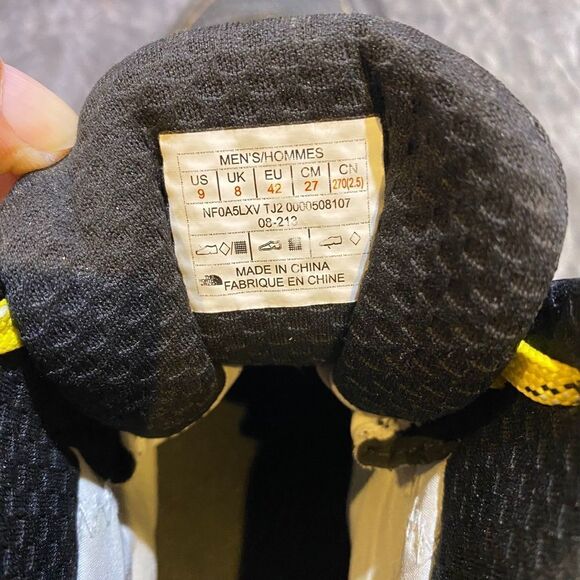 MEN'S/HOMMES
US UK EU CM CN
9 8 42 27 270(2.5)
NF0A5LXV TJ2 0000508107
08-213
MADE IN CHINA
FABRIQUE EN CHINE